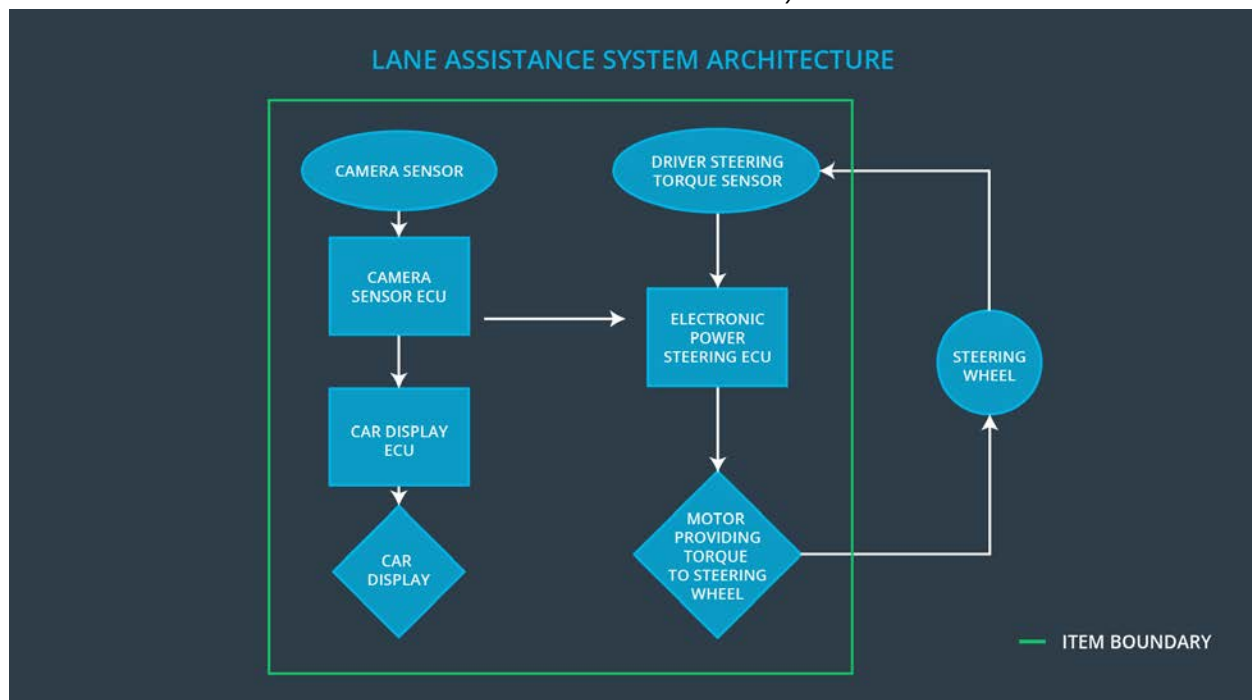 LANE ASSISTANCE SYSTEM ARCHITECTURE
CAMERA SENSOR
CAMERA
SENSOR ECU
CAR DISPLAY
ECU
CAR
DISPLAY
DRIVER STEERING
TORQUE SENSOR
ELECTRONIC
POWER
STEERING ECU
MOTOR
PROVIDING
TORQUE
TO STEERING
WHEEL
STEERING
WHEEL
ITEM BOUNDARY